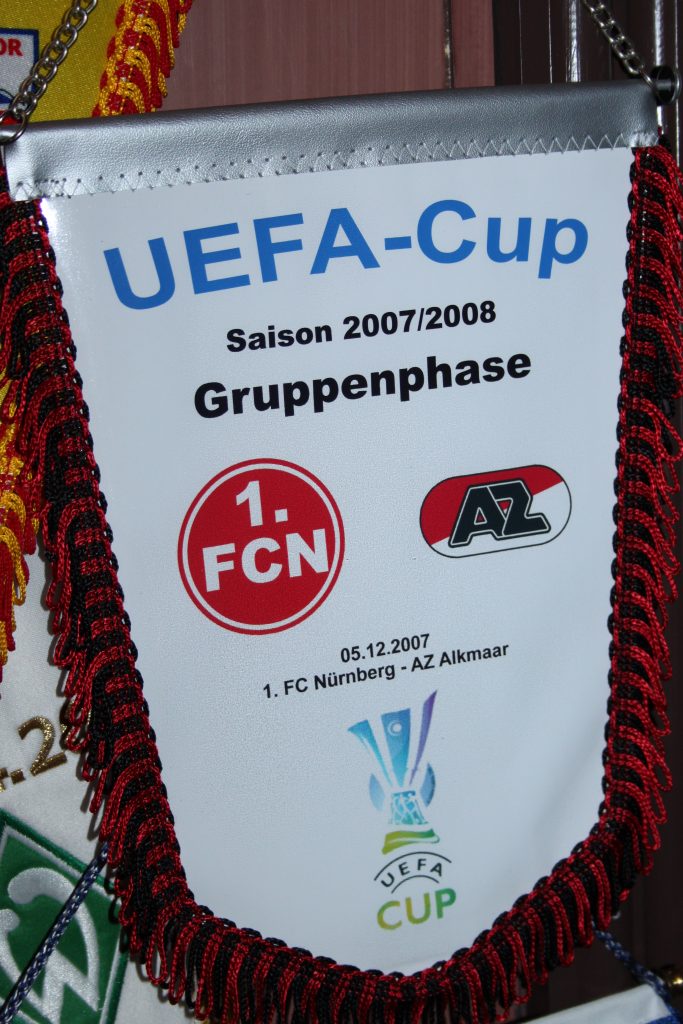 OR
UEFA-Cup
Saison 2007/2008
Gruppenphase
1.
FCN
AZ
05.12.2007
1. FC Nürnberg - AZ Alkmaar
UEFA
CUP